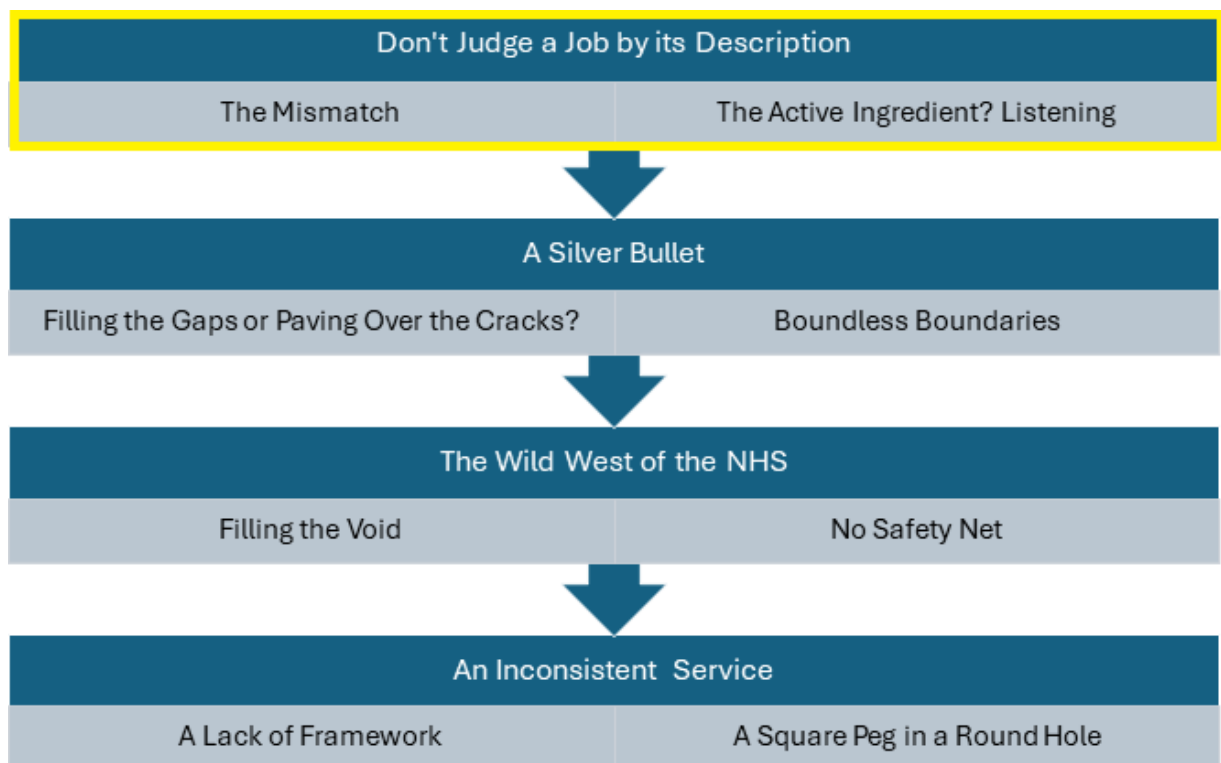 Don't Judge a Job by its Description
The Mismatch
The Active Ingredient? Listening
A Silver Bullet
Filling the Gaps or Paving Over the Cracks?
Boundless Boundaries
The Wild West of the NHS
Filling the Void
No Safety Net
An Inconsistent Service
A Lack of Framework
A Square Peg in a Round Hole